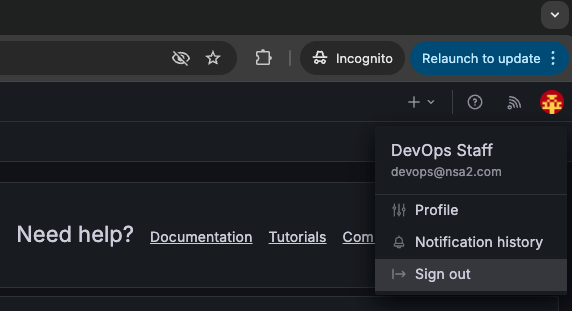 Incognito
Relaunch to update
DevOps Staff
devops@nsa2.com
Profile
Need help? Documentation Tutorials Com
Notification history
Sign out